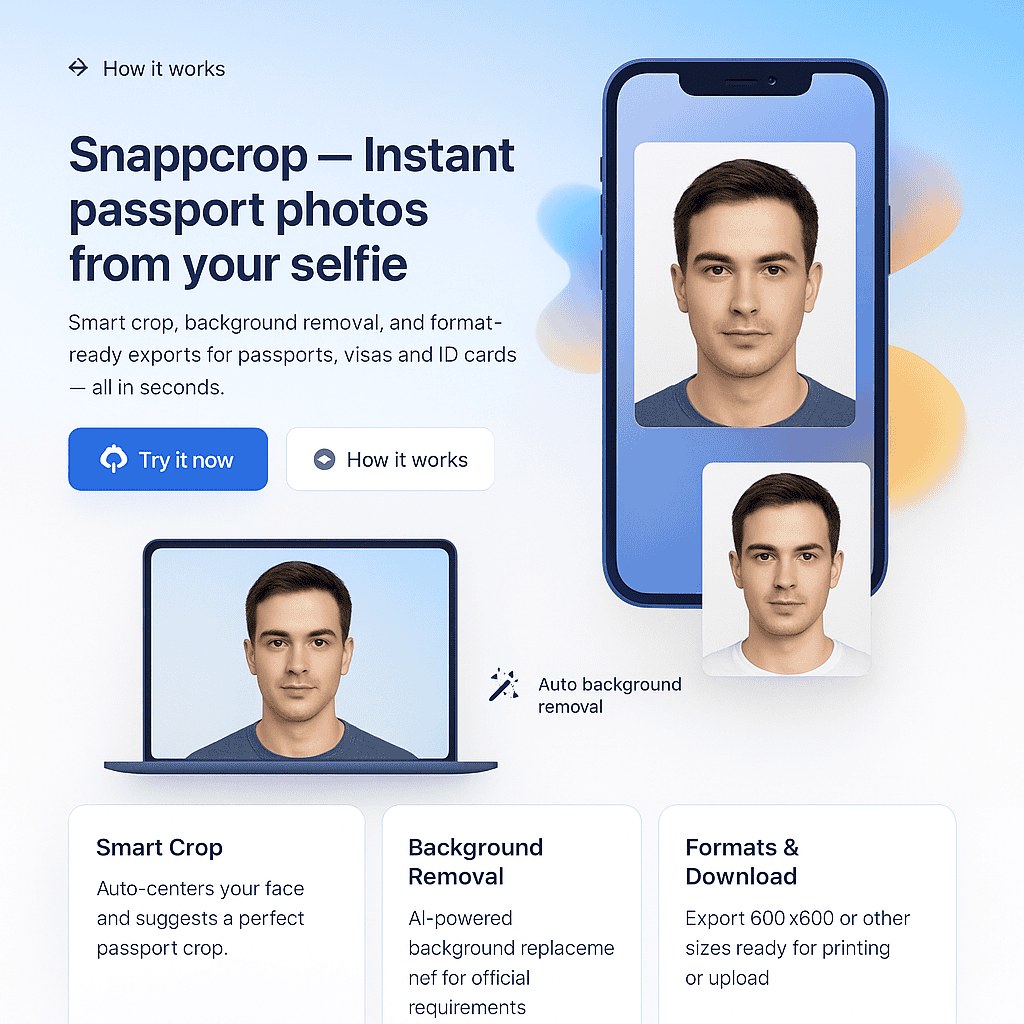 How it works
Snappcrop — Instant
passport photos
from your selfie
Smart crop, background removal, and format-
ready exports for passports, visas and ID cards
— all in seconds.
Try it now
How it works
Auto background
removal
Smart Crop
Auto-centers your face
and suggests a perfect
passport crop.
Background
Removal
AI-powered
background replaceme
nef for official
requirements
Formats &
Download
Export 600x600 or other
sizes ready for printing
or upload